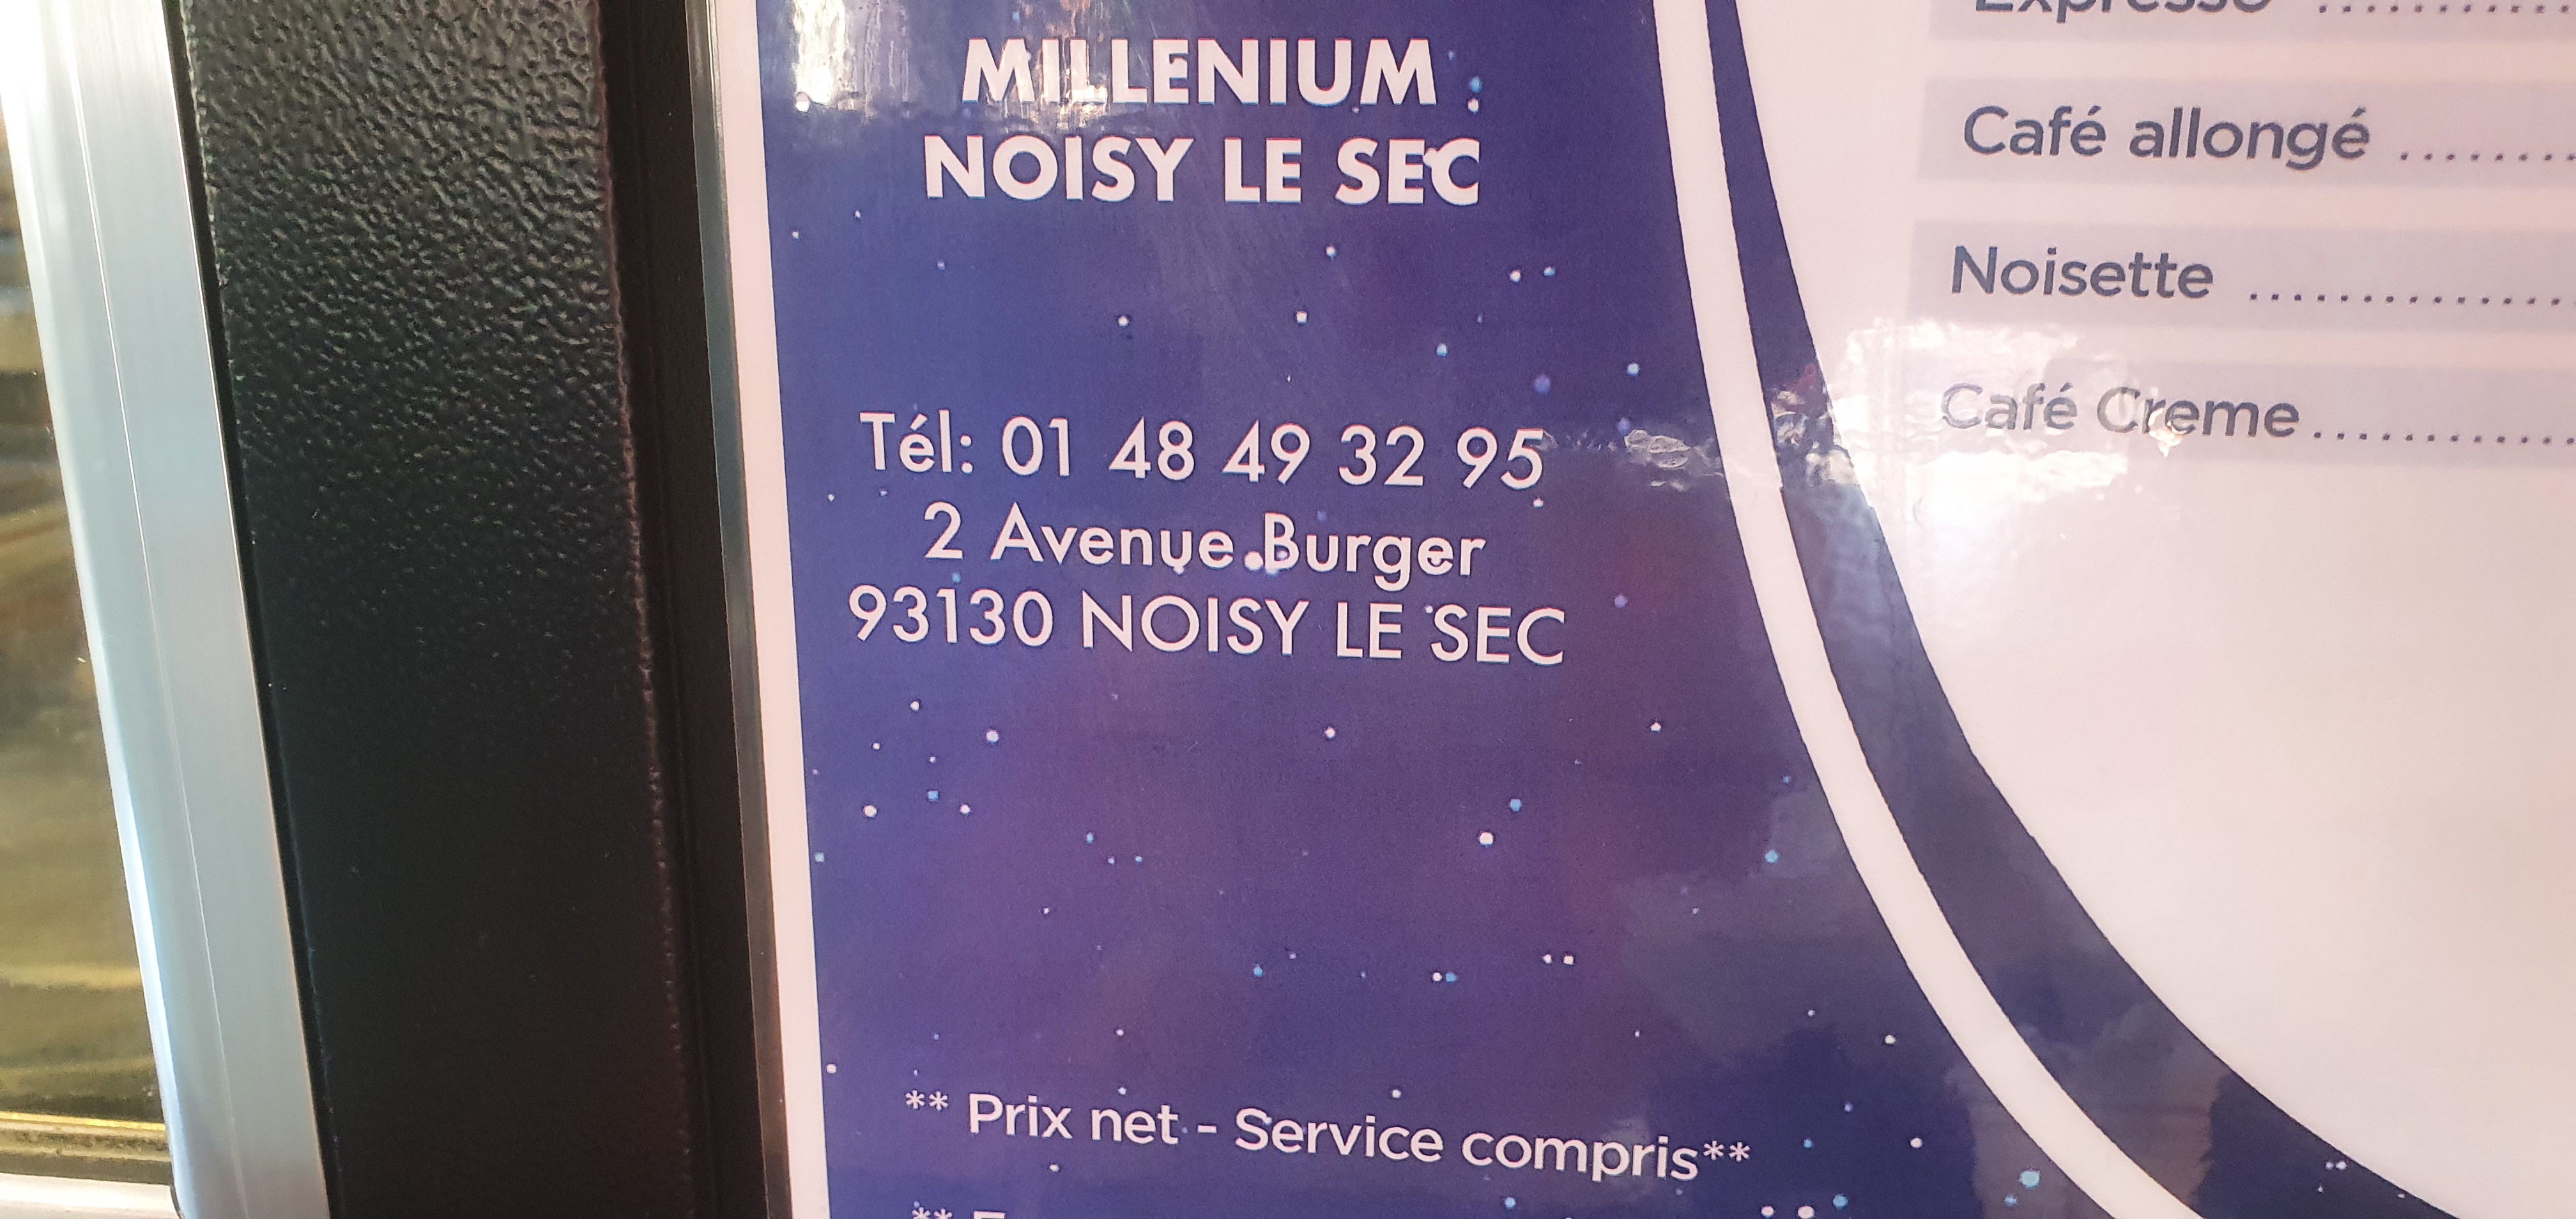 MILLENIUM
NOISY LE SEC
Tél: 01 48 49 32 95
2 Avenue Burger
93130 NOISY LE SEC
** Prix net - Service compris**
**
Expresso ............
Café allongé ........
Noisette ...............
Café Creme............